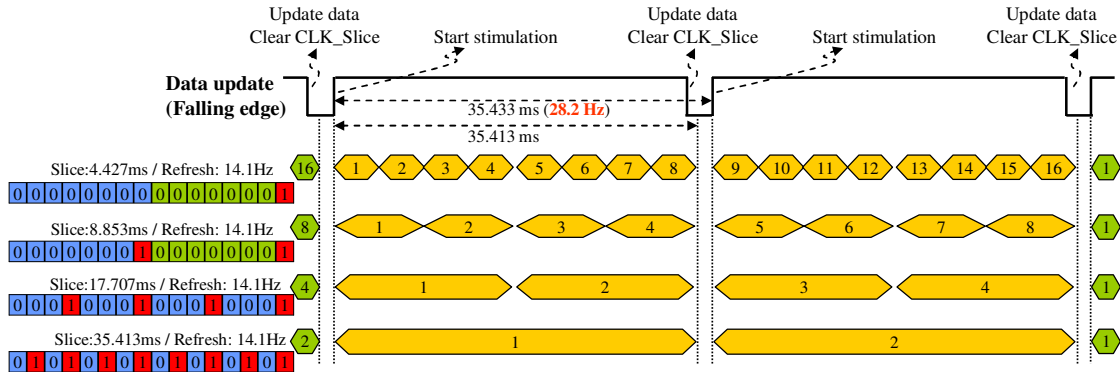 Update data
Clear CLK_Slice
Start stimulation
Update data
Clear CLK_Slice
Start stimulation
Update data
Clear CLK_Slice
Data update
(Falling edge)
35.433 ms (28.2 Hz)
35.413 ms
Slice:4.427ms / Refresh: 14.1Hz
16 1 2 3 4 5 6 7 8 9 10 11 12 13 14 15 16 1
0 0 0 0 0 0 0 0 0 0 0 0 0 0 0 1
Slice:8.853ms / Refresh: 14.1Hz
8 1 2 3 4 5 6 7 8 1
0 0 0 0 0 0 0 1 0 0 0 0 0 0 0 1
Slice:17.707ms / Refresh: 14.1Hz
4 1 2 3 4 1
0 0 0 1 0 0 0 1 0 0 0 1 0 0 0 1
Slice:35.413ms / Refresh: 14.1Hz
2 1 2 1
0 1 0 1 0 1 0 1 0 1 0 1 0 1 0 1